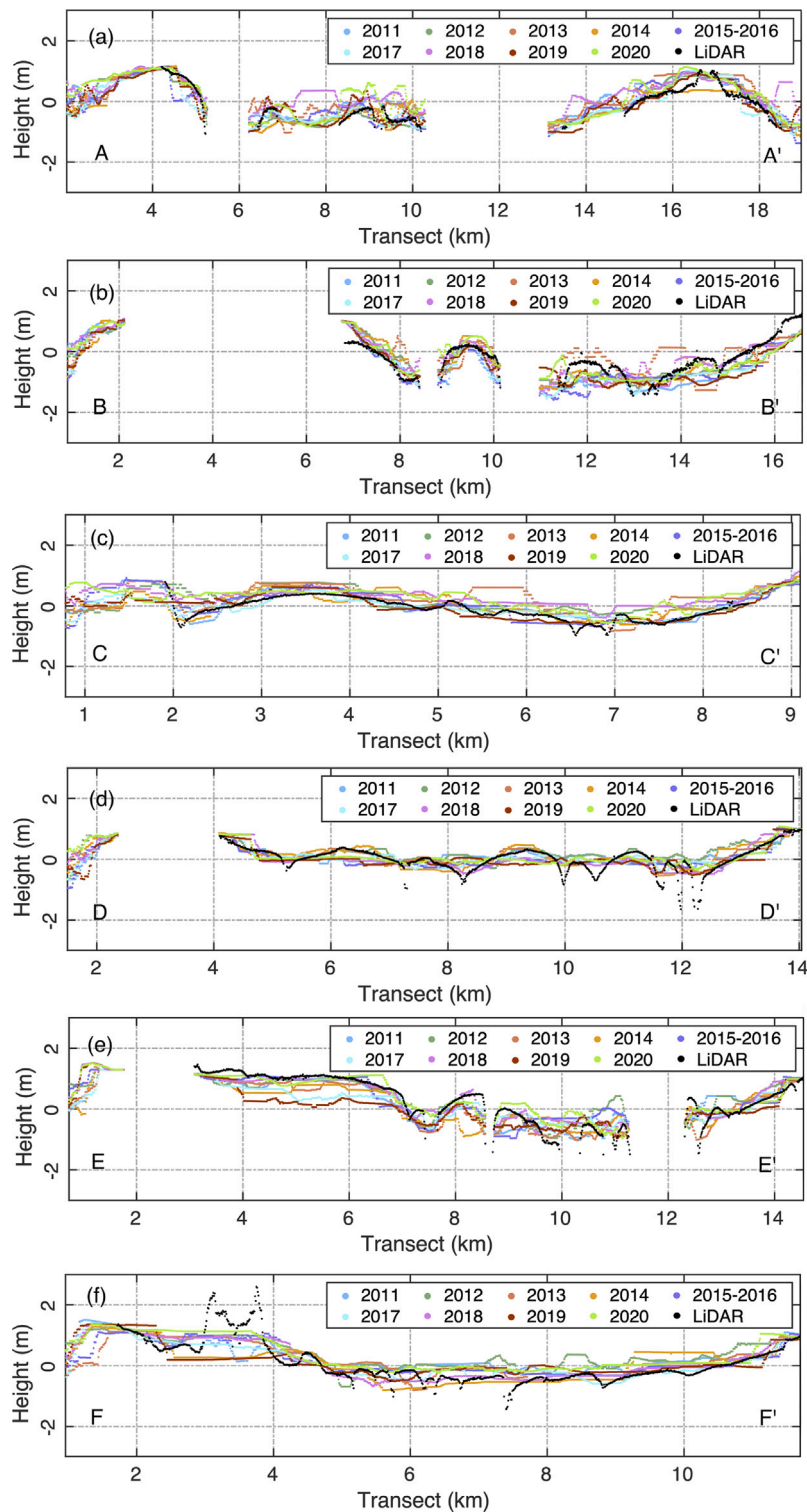 (a)
2011 2012 2013 2014 2015-2016
2017 2018 2019 2020 LiDAR
Height (m)
2
0
-2
A
A'
4 6 8 10 12 14 16 18
Transect (km)
(b)
2011 2012 2013 2014 2015-2016
2017 2018 2019 2020 LiDAR
Height (m)
2
0
-2
B
B'
2 4 6 8 10 12 14 16
Transect (km)
(c)
2011 2012 2013 2014 2015-2016
2017 2018 2019 2020 LiDAR
Height (m)
2
0
-2
C
C'
1 2 3 4 5 6 7 8 9
Transect (km)
(d)
2011 2012 2013 2014 2015-2016
2017 2018 2019 2020 LiDAR
Height (m)
2
0
-2
D
D'
2 4 6 8 10 12 14
Transect (km)
(e)
2011 2012 2013 2014 2015-2016
2017 2018 2019 2020 LiDAR
Height (m)
2
0
-2
E
E'
2 4 6 8 10 12 14
Transect (km)
(f)
2011 2012 2013 2014 2015-2016
2017 2018 2019 2020 LiDAR
Height (m)
2
0
-2
F
F'
2 4 6 8 10
Transect (km)